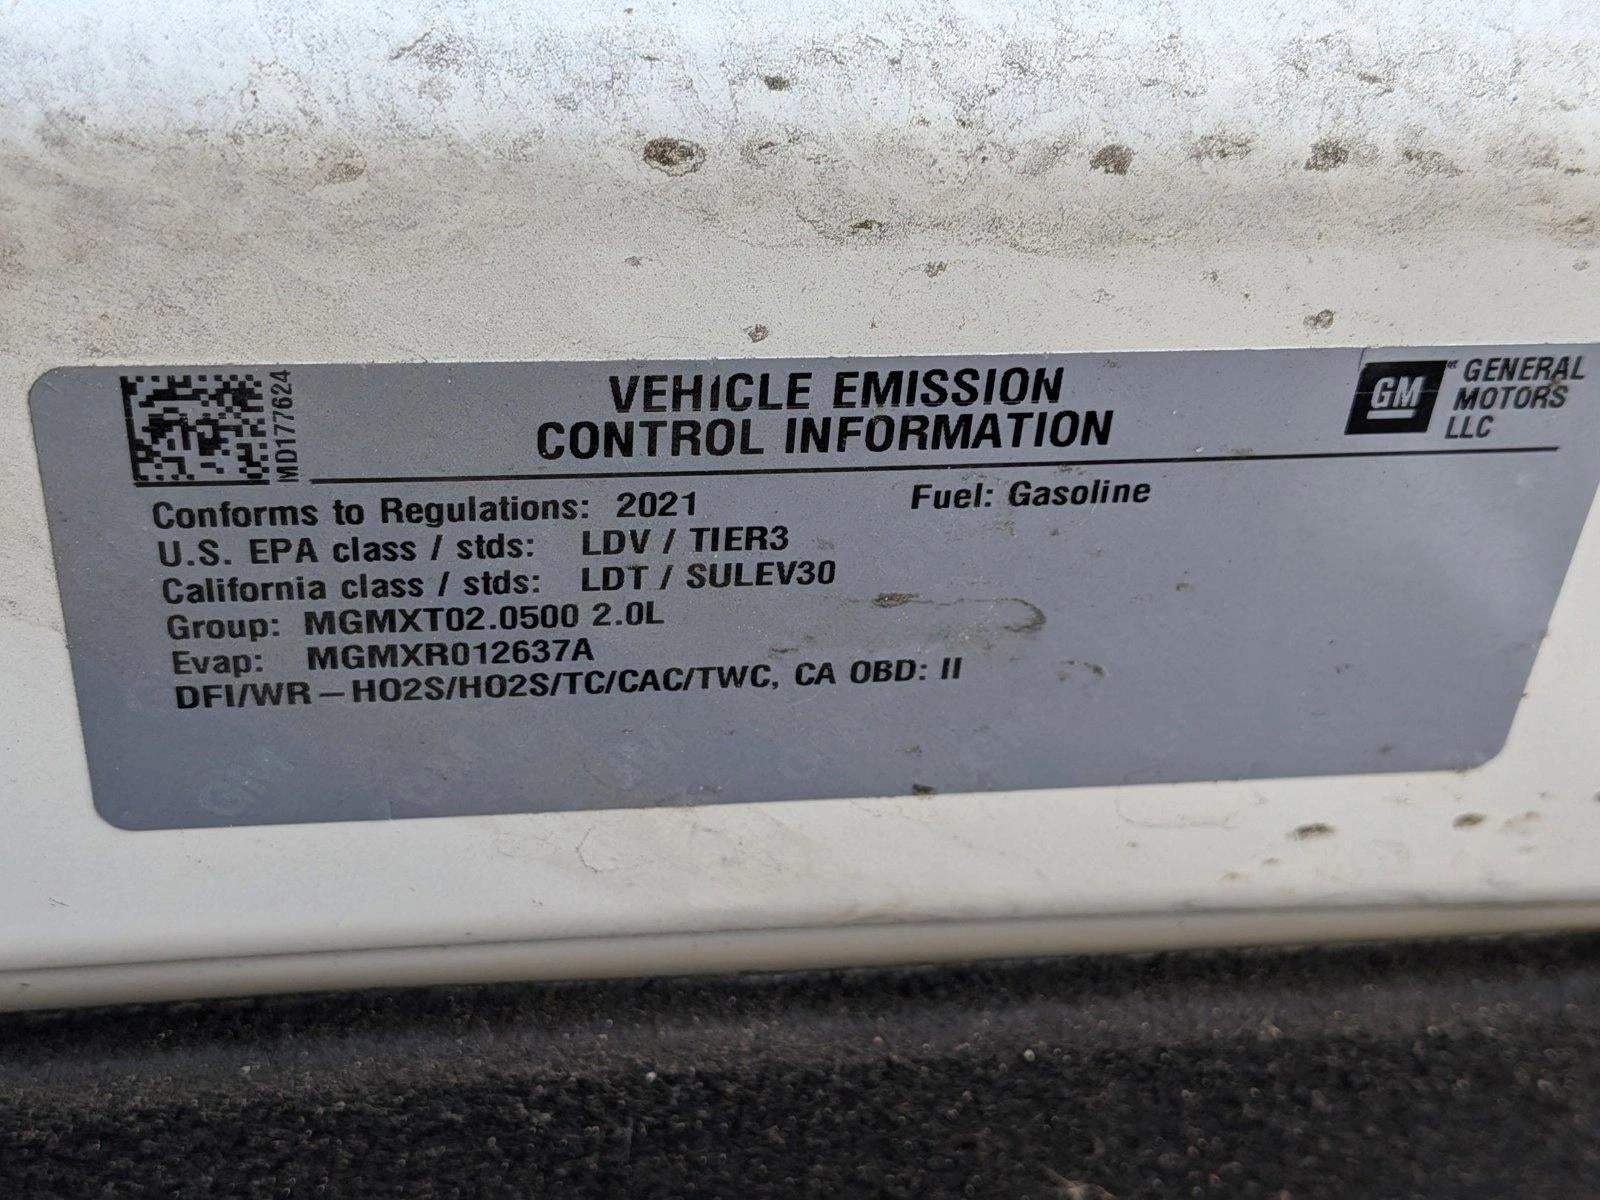 MD177624
VEHICLE EMISSION
CONTROL INFORMATION
GM
GENERAL
MOTORS
LLC
Conforms to Regulations: 2021 Fuel: Gasoline
U.S. EPA class / stds: LDV / TIER3
California class / stds: LDT / SULEV30
Group: MGMXT02.0500 2.0L
Evap: MGMXR012637A
DFI/WR – HO2S/HO2S/TC/CAC/TWC, CA OBD: II